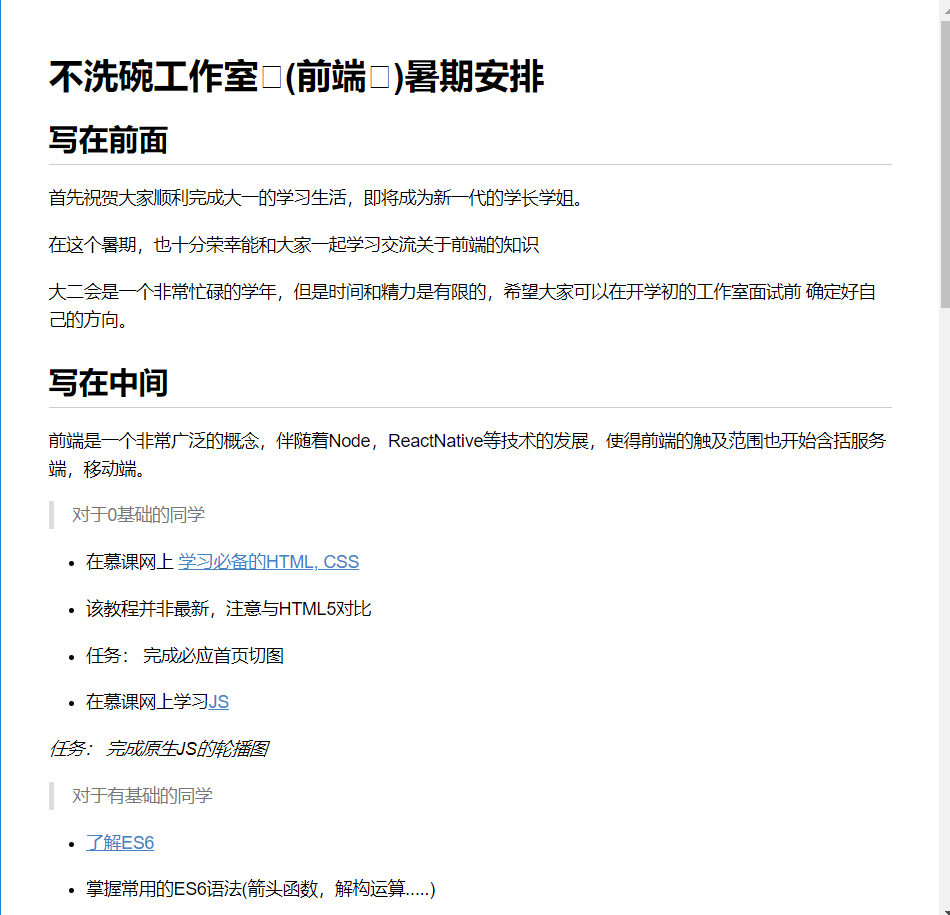 不洗碗工作室(前端)暑期安排
写在前面
首先祝贺大家顺利完成大一的学习生活，即将成为新一代的学长学姐。
在这个暑期，也十分荣幸能和大家一起学习交流关于前端的知识
大二会是一个非常忙碌的学年，但是时间和精力是有限的，希望大家可以在开学初的工作室面试前 确定好自
己的方向。
写在中间
前端是一个非常广泛的概念，伴随着Node，ReactNative等技术的发展，使得前端的触及范围也开始含括服务
端，移动端。
对于0基础的同学
在慕课网上 学习必备的HTML, CSS
该教程并非最新，注意与HTML5对比
任务： 完成必应首页切图
在慕课网上学习JS
任务： 完成原生JS的轮播图
对于有基础的同学
了解ES6
掌握常用的ES6语法(箭头函数，解构运算.....)